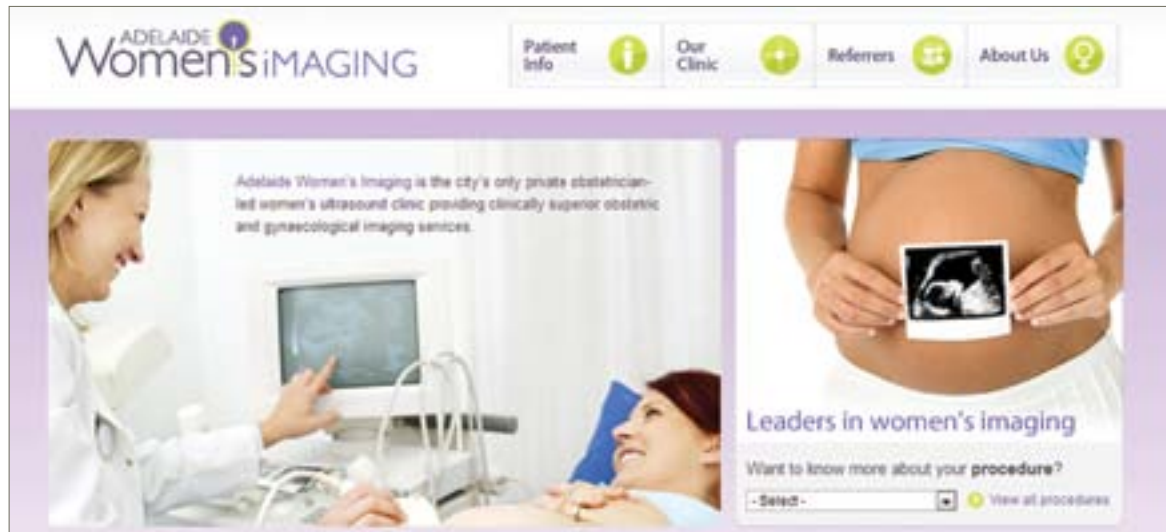 ADELAIDE
Women's iMAGING
Patient
Info
Our
Clinic
Referrers
About Us
Adelaide Women's Imaging is the city's only private obstetrician-
led women's ultrasound clinic providing clinically superior obstetric
and gynaecological imaging services.
Leaders in women's imaging
Want to know more about your procedure?
- Select -
View all procedures